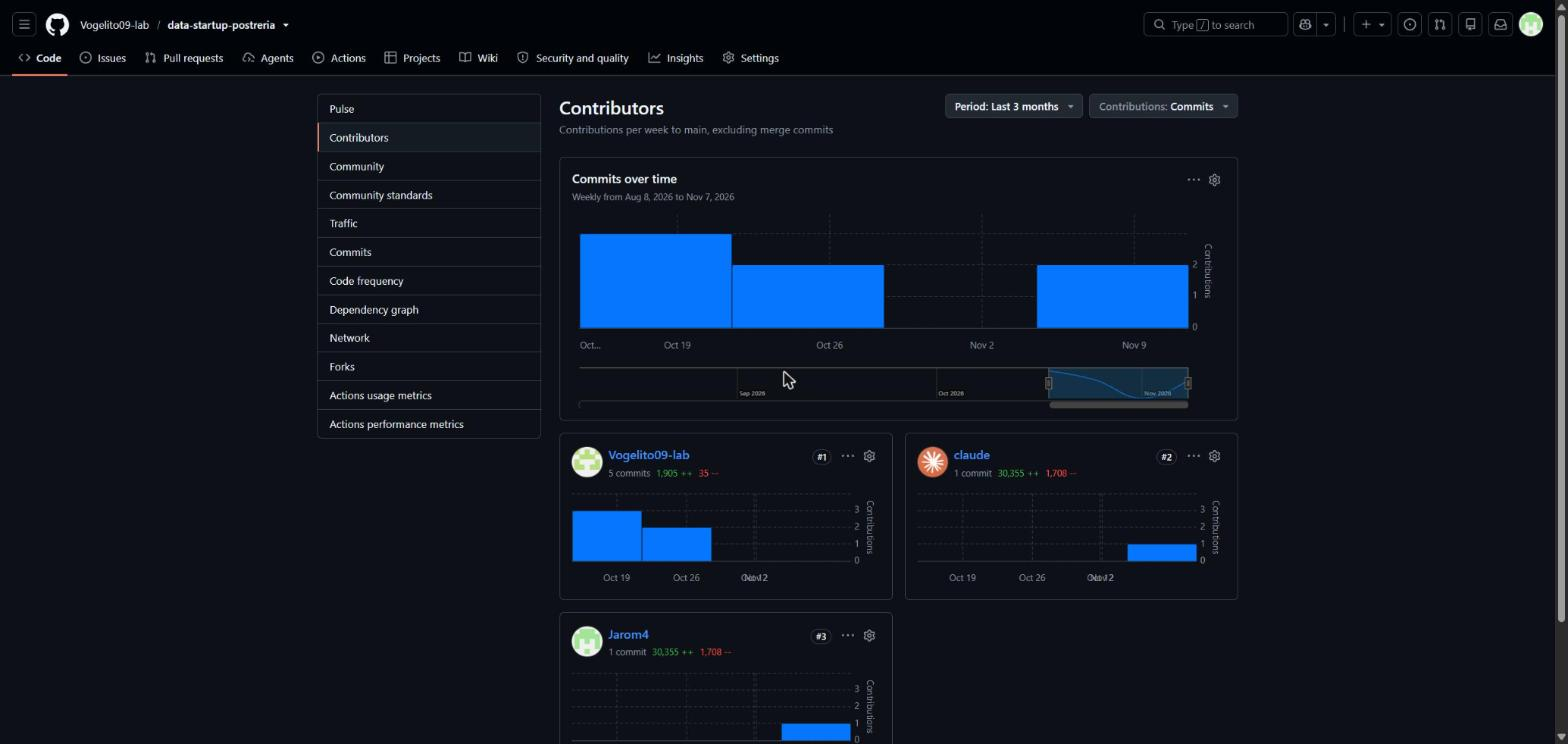 Vogelito09-lab / data-startup-postreria
Type / to search
Code Issues Pull requests Agents Actions Projects Wiki Security and quality Insights Settings
Pulse
Contributors
Community
Community standards
Traffic
Commits
Code frequency
Dependency graph
Network
Forks
Actions usage metrics
Actions performance metrics
Contributors
Contributions per week to main, excluding merge commits
Period: Last 3 months
Contributions: Commits
Commits over time
Weekly from Aug 8, 2026 to Nov 7, 2026
2
1
0
Contributions
Oct... Oct 19 Oct 26 Nov 2 Nov 9
Sep 2026 Oct 2026 Nov 2026
Vogelito09-lab
#1
5 commits 1,905 ++ 35 --
3
2
1
0
Contributions
Oct 19 Oct 26
claude
#2
1 commit 30,355 ++ 1,708 --
3
2
1
0
Contributions
Oct 19 Oct 26
Jarom4
#3
1 commit 30,355 ++ 1,708 --
3
2
1
0
Contributions